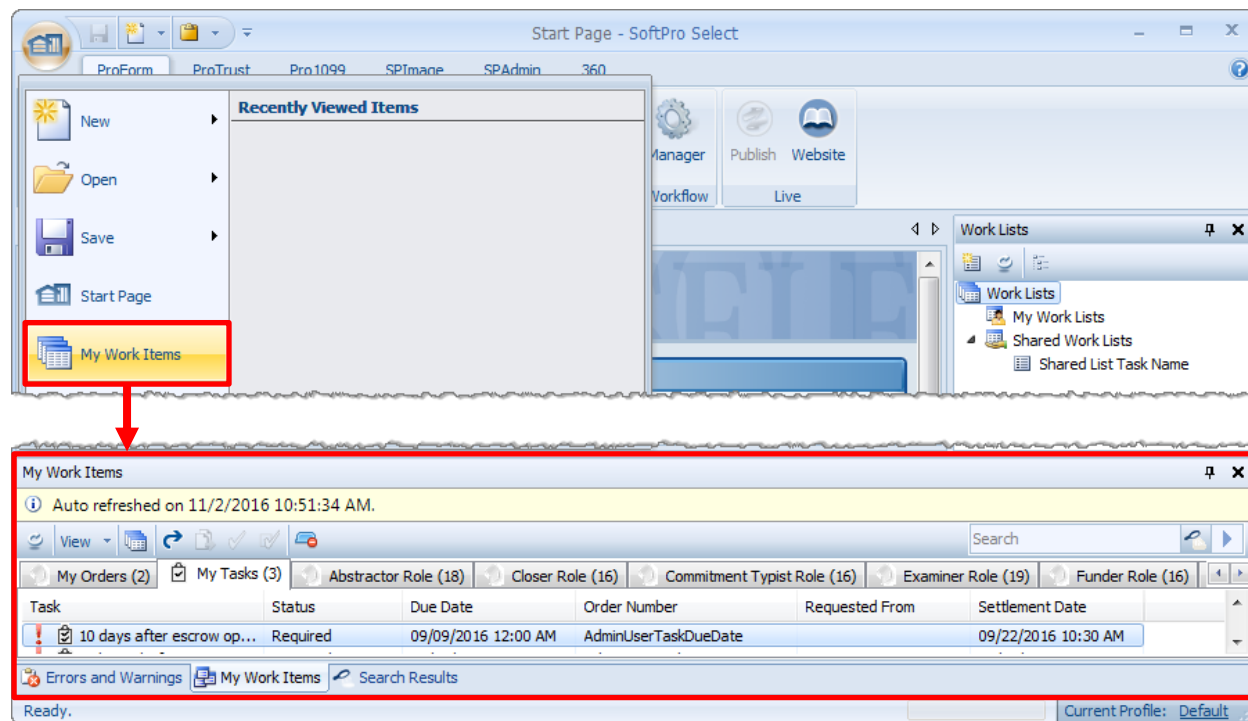 Start Page - SoftPro Select
ProForm ProTrust Pro1099 SPImage SPAdmin 360
New
Recently Viewed Items
Open
Save
Start Page
My Work Items
Manager Publish Website
Workflow Live
Work Lists
Work Lists
My Work Lists
Shared Work Lists
Shared List Task Name
My Work Items
Auto refreshed on 11/2/2016 10:51:34 AM.
View Search
My Orders (2) My Tasks (3) Abstractor Role (18) Closer Role (16) Commitment Typist Role (16) Examiner Role (19) Funder Role (16)
Task Status Due Date Order Number Requested From Settlement Date
10 days after escrow op... Required 09/09/2016 12:00 AM AdminUserTaskDueDate 09/22/2016 10:30 AM
Errors and Warnings My Work Items Search Results
Ready. Current Profile: Default